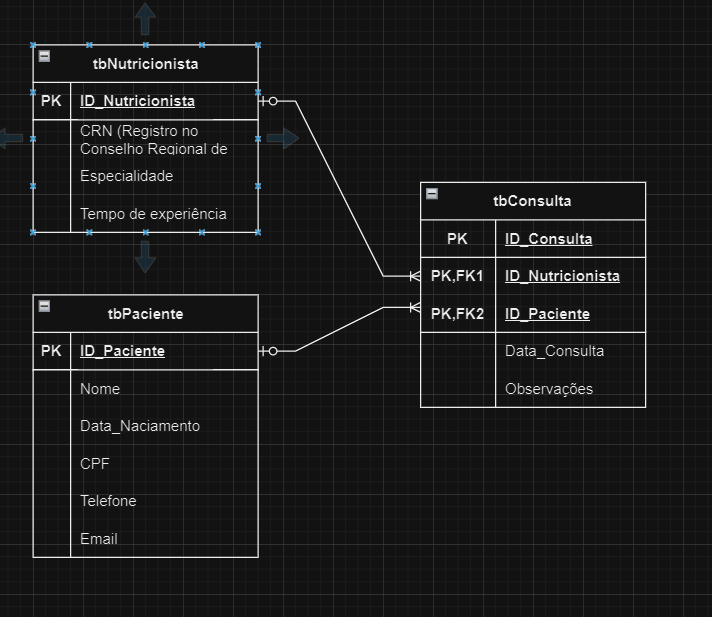 tbNutricionista
PK ID_Nutricionista
CRN (Registro no
Conselho Regional de
Especialidade
Tempo de experiência
tbConsulta
PK ID_Consulta
PK,FK1 ID_Nutricionista
PK,FK2 ID_Paciente
Data_Consulta
Observações
tbPaciente
PK ID_Paciente
Nome
Data_Naciamento
CPF
Telefone
Email